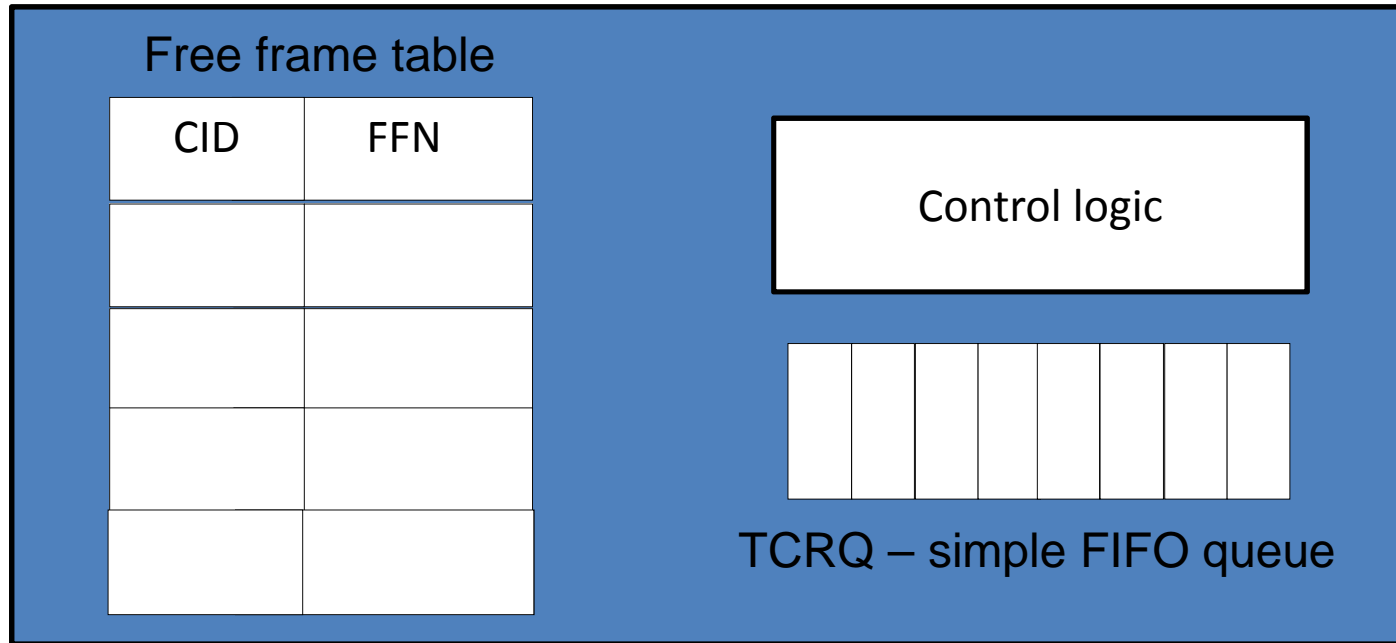 Free frame table
CID FFN
Control logic
TCRQ – simple FIFO queue